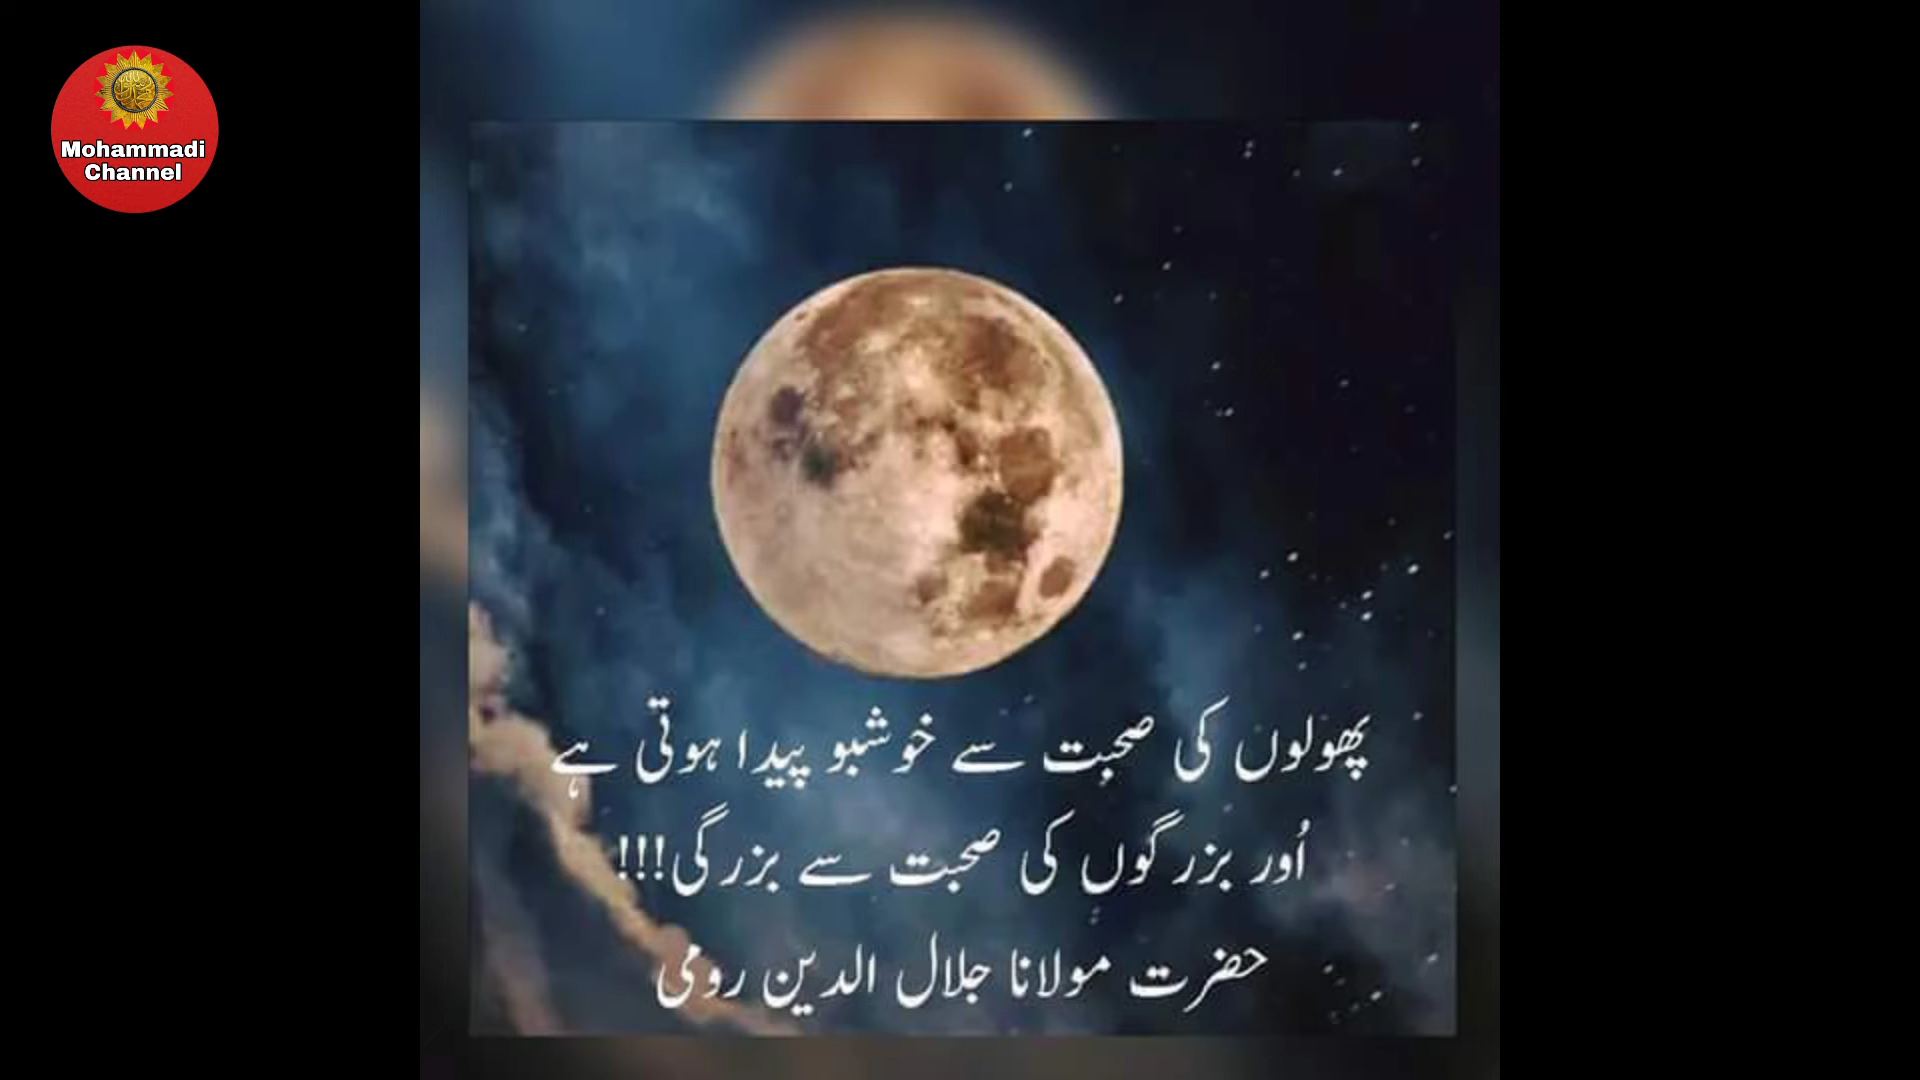 Mohammadi
Channel
پھولوں کی صحبت سے خوشبو پیدا ہوتی ہے
اُور بزرگوں کی صحبت سے بزرگی!!!
حضرت مولانا جلال الدین رومی